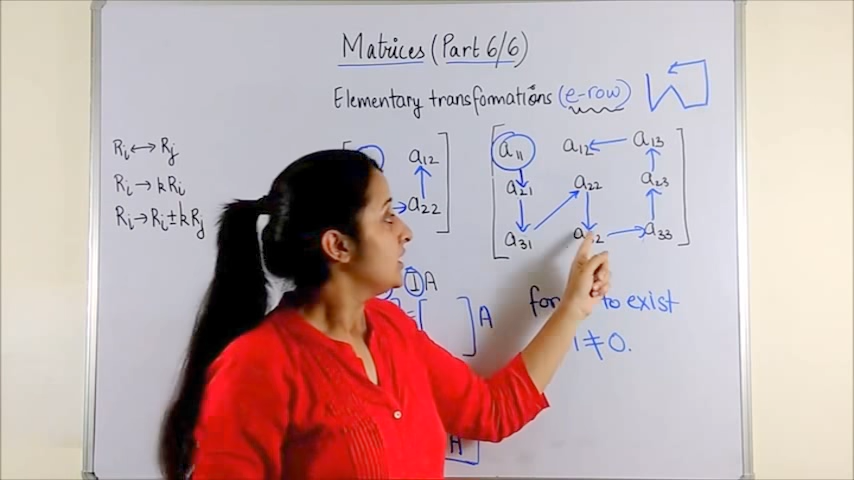 Matrices (Part 6/6)
Elementary transformations (e-row)
Ri ↔ Rj
Ri → kRi
Ri → Ri ± kRj
a12
a22
a11 a12 a13
a21 a22 a23
a31 a33
I A
= [ ] A
for to exist
≠ 0.
A